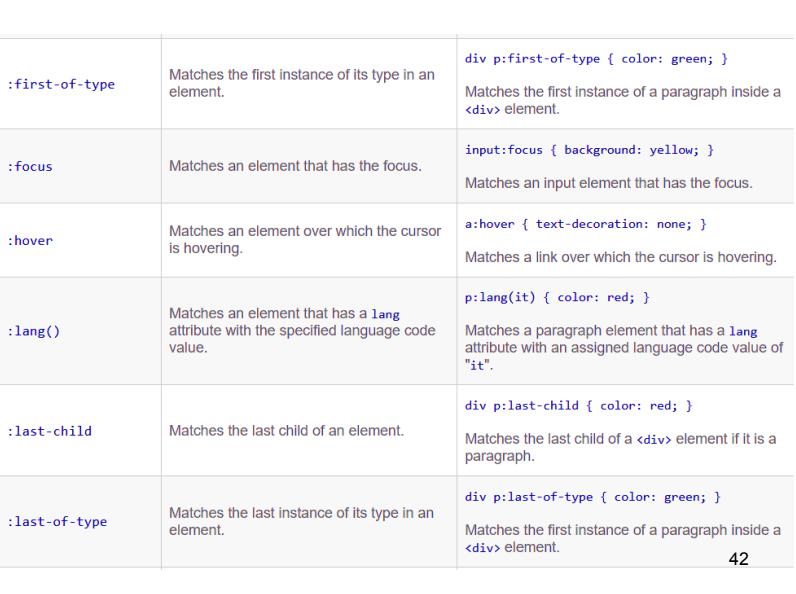 :first-of-type
Matches the first instance of its type in an
element.
div p:first-of-type { color: green; }
Matches the first instance of a paragraph inside a
<div> element.
:focus
Matches an element that has the focus.
input:focus { background: yellow; }
Matches an input element that has the focus.
:hover
Matches an element over which the cursor
is hovering.
a:hover { text-decoration: none; }
Matches a link over which the cursor is hovering.
:lang()
Matches an element that has a lang
attribute with the specified language code
value.
p:lang(it) { color: red; }
Matches a paragraph element that has a lang
attribute with an assigned language code value of
"it".
:last-child
Matches the last child of an element.
div p:last-child { color: red; }
Matches the last child of a <div> element if it is a
paragraph.
:last-of-type
Matches the last instance of its type in an
element.
div p:last-of-type { color: green; }
Matches the first instance of a paragraph inside a
<div> element.
42